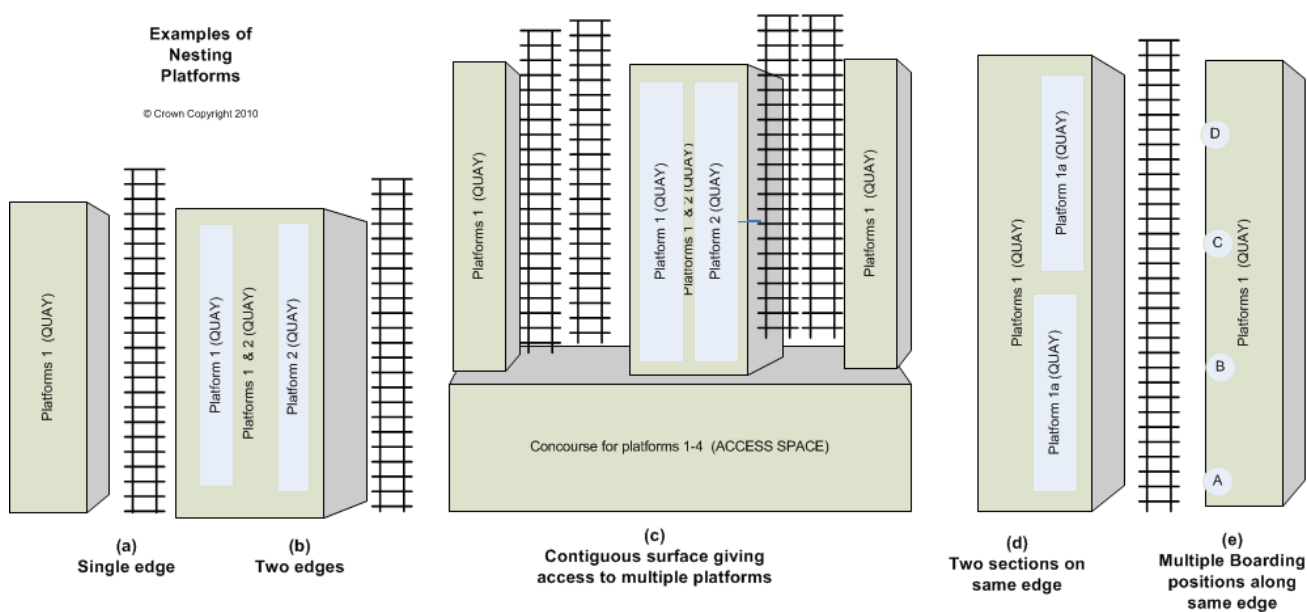 Examples of
Nesting
Platforms
© Crown Copyright 2010
Platforms 1 (QUAY)
Platform 1 (QUAY)
Platforms 1 & 2 (QUAY)
Platform 2 (QUAY)
Platforms 1 (QUAY)
Platform 1 (QUAY)
Platforms 1 & 2 (QUAY)
Platform 2 (QUAY)
Platforms 1 (QUAY)
Concourse for platforms 1-4 (ACCESS SPACE)
Platforms 1 (QUAY)
Platform 1a (QUAY)
Platform 1a (QUAY)
D
C
Platforms 1 (QUAY)
B
A
(a)
Single edge
(b)
Two edges
(c)
Contiguous surface giving
access to multiple platforms
(d)
Two sections on
same edge
(e)
Multiple Boarding
positions along
same edge